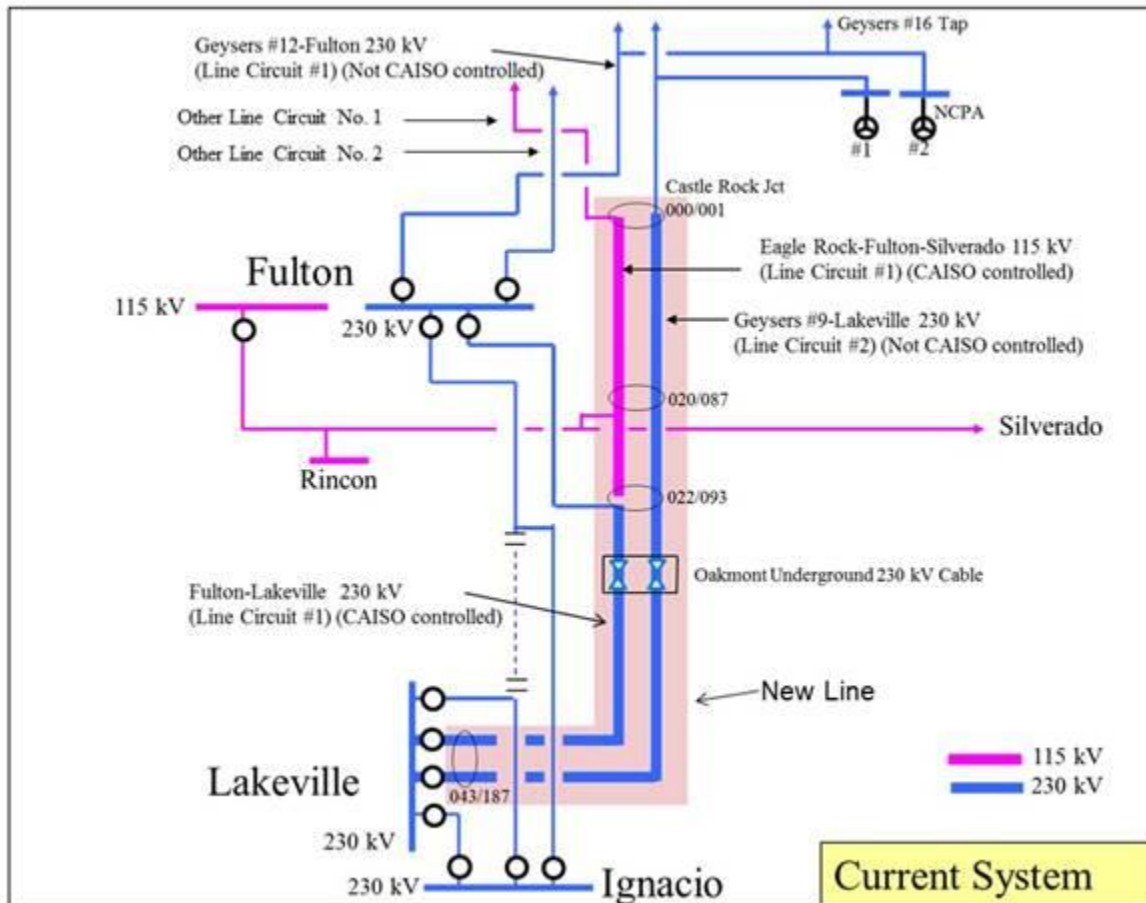 Geysers #16 Tap
Geysers #12-Fulton 230 kV
(Line Circuit #1) (Not CAISO controlled)
NCPA
#1
#2
Other Line Circuit No. 1
Other Line Circuit No. 2
Castle Rock Jct
000/001
Eagle Rock-Fulton-Silverado 115 kV
(Line Circuit #1) (CAISO controlled)
Fulton
115 kV
230 kV
Geysers #9-Lakeville 230 kV
(Line Circuit #2) (Not CAISO controlled)
020/087
Silverado
Rincon
022/093
Oakmont Underground 230 kV Cable
Fulton-Lakeville 230 kV
(Line Circuit #1) (CAISO controlled)
New Line
Lakeville
043/187
230 kV
115 kV
230 kV
230 kV
Ignacio
Current System